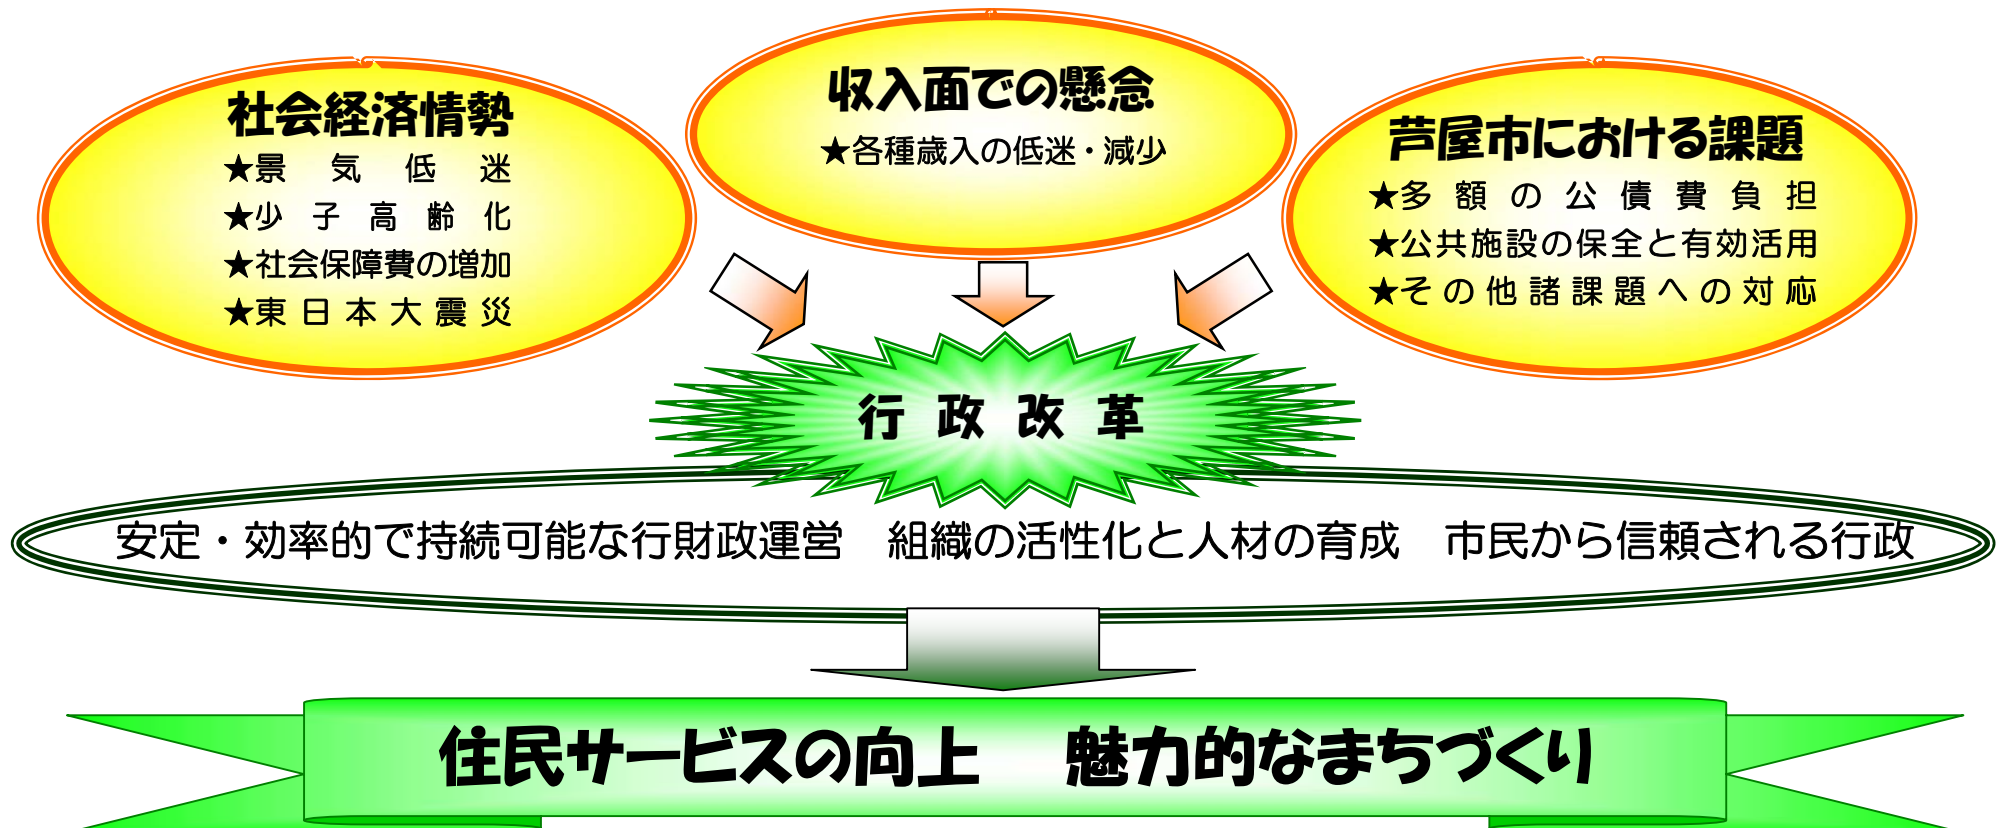 社会経済情勢
★景気低迷
★少子高齢化
★社会保障費の増加
★東日本大震災
収入面での懸念
★各種歳入の低迷・減少
芦屋市における課題
★多額の公債費負担
★公共施設の保全と有効活用
★その他諸課題への対応
行政改革
安定・効率的で持続可能な行財政運営　組織の活性化と人材の育成　市民から信頼される行政
住民サービスの向上　魅力的なまちづくり